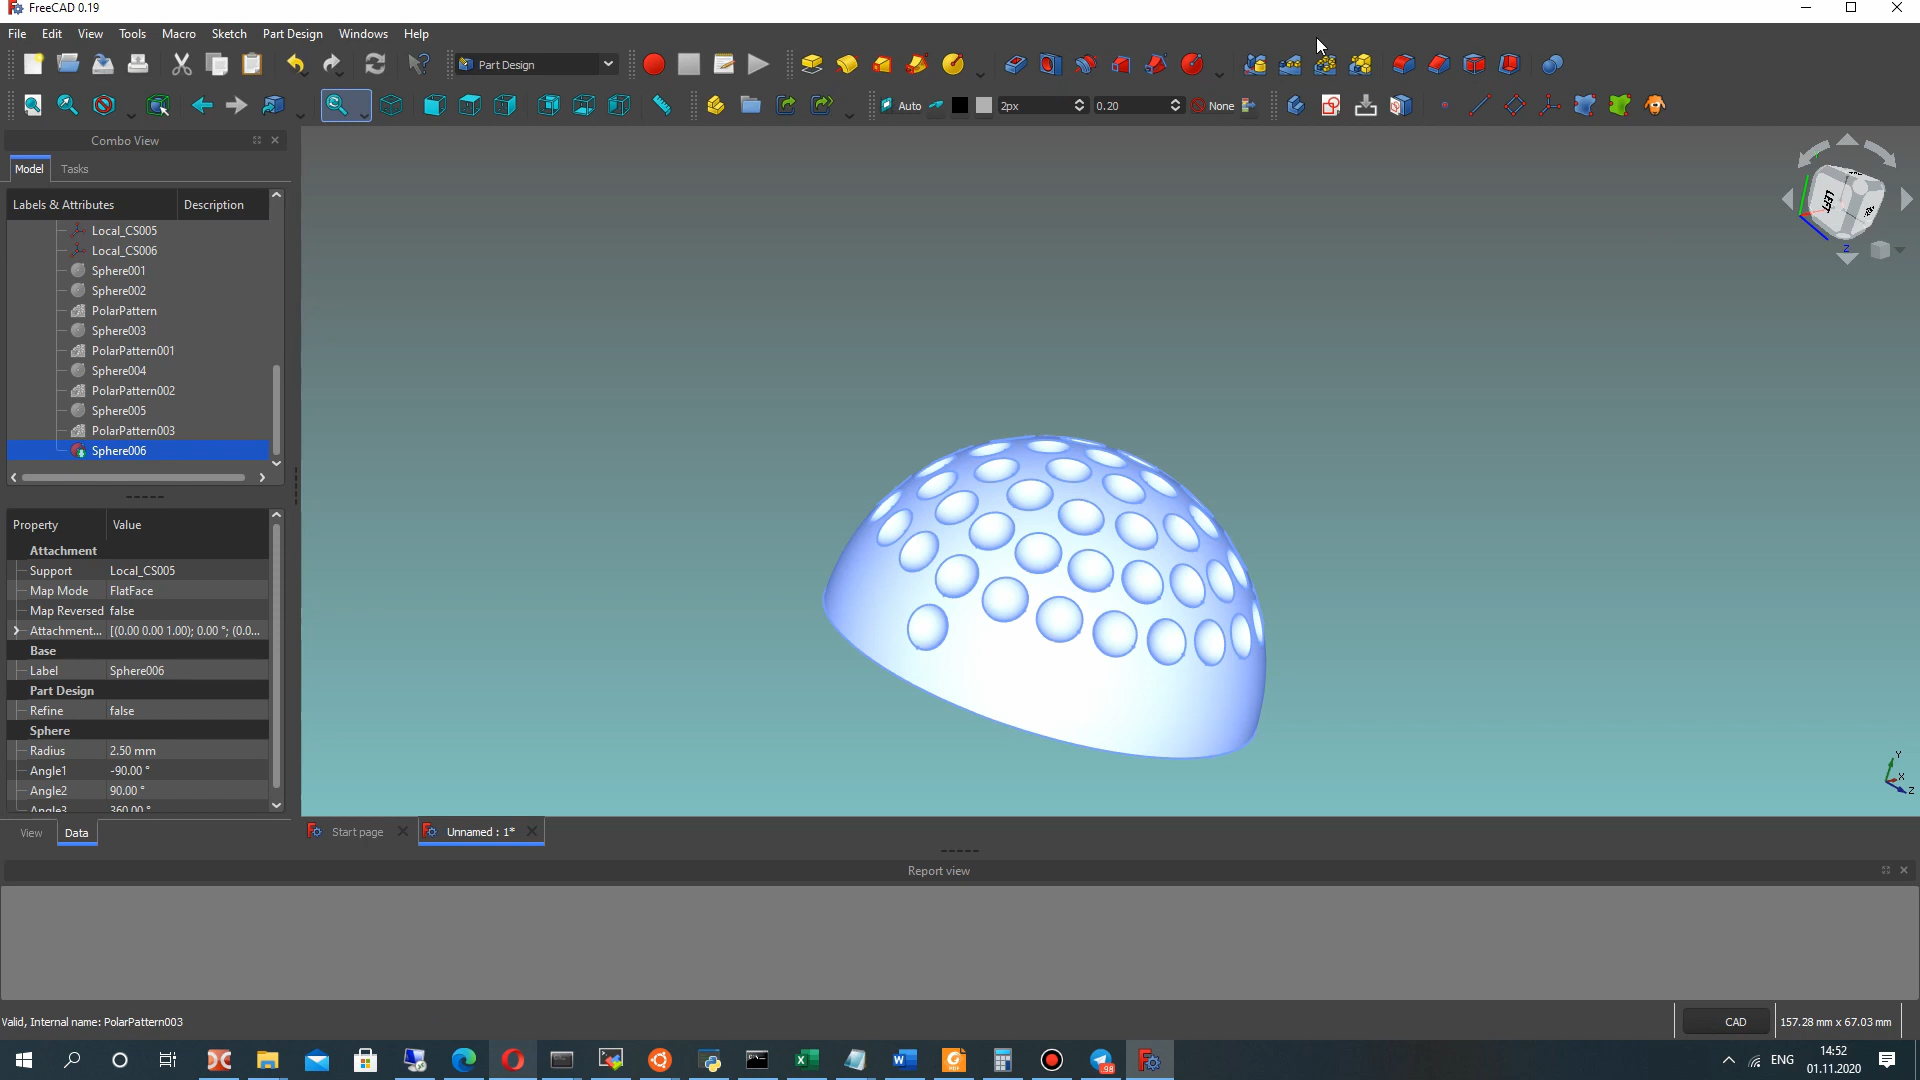 FreeCAD 0.19
File Edit View Tools Macro Sketch Part Design Windows Help
Part Design
Auto 2px 0.20 None
Combo View
Model Tasks
Labels & Attributes Description
Local_CS005
Local_CS006
Sphere001
Sphere002
PolarPattern
Sphere003
PolarPattern001
Sphere004
PolarPattern002
Sphere005
PolarPattern003
Sphere006
Property Value
Attachment
Support Local_CS005
Map Mode FlatFace
Map Reversed false
Attachment... [(0.00 0.00 1.00); 0.00 °; (0.0...
Base
Label Sphere006
Part Design
Refine false
Sphere
Radius 2.50 mm
Angle1 -90.00 °
Angle2 90.00 °
Angle3 360.00 °
View Data
LEFT
Z
Y
X
Z
Start page Unnamed : 1*
Report view
Valid, Internal name: PolarPattern003
CAD 157.28 mm x 67.03 mm
98
ENG
14:52
01.11.2020